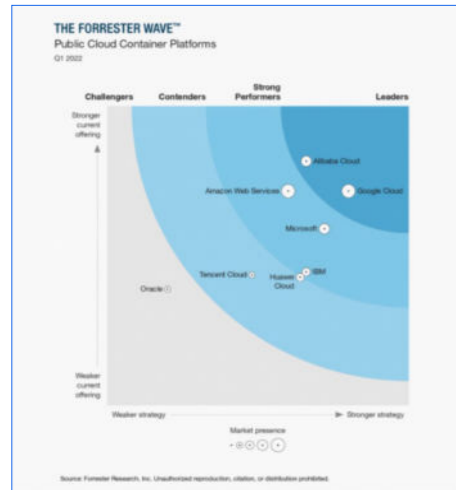 THE FORRESTER WAVE™
Public Cloud Container Platforms
Q1 2022
Challengers
Contenders
Strong
Performers
Leaders
Stronger
current
offering
Alibaba Cloud
Amazon Web Services
Google Cloud
Microsoft
Tencent Cloud
Huawei
Cloud
IBM
Oracle
Weaker
current
offering
Weaker strategy
Stronger strategy
Market presence
Source: Forrester Research, Inc. Unauthorized reproduction, citation, or distribution prohibited.